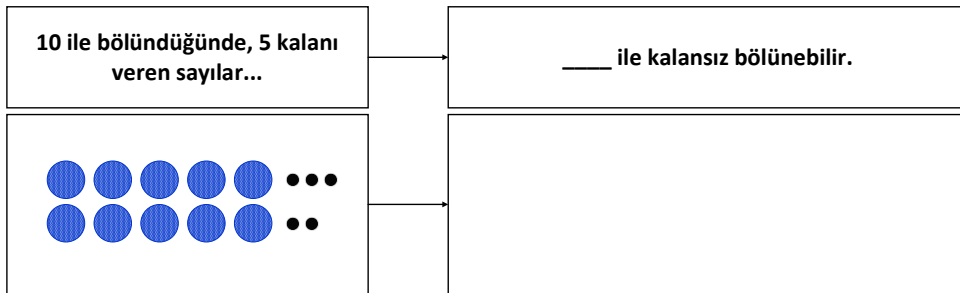 10 ile bölündüğünde, 5 kalanı
veren sayılar...
____ ile kalansız bölünebilir.